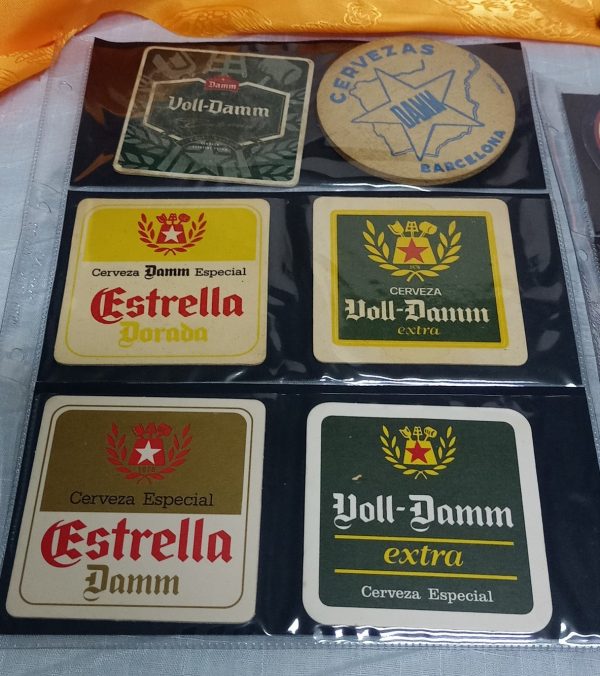 Damm
Voll-Damm
CERVEZAS
DAMM
BARCELONA
Cerveza Damm Especial
Estrella
Dorada
CERVEZA
Voll-Damm
extra
1876
Cerveza Especial
Estrella
Damm
Voll-Damm
extra
Cerveza Especial